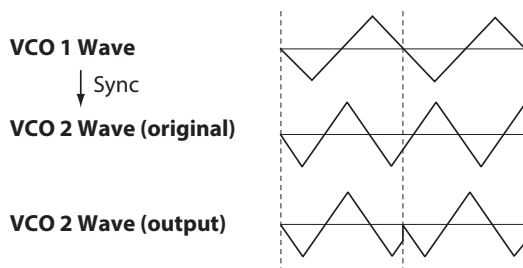 VCO 1 Wave
Sync
VCO 2 Wave (original)
VCO 2 Wave (output)